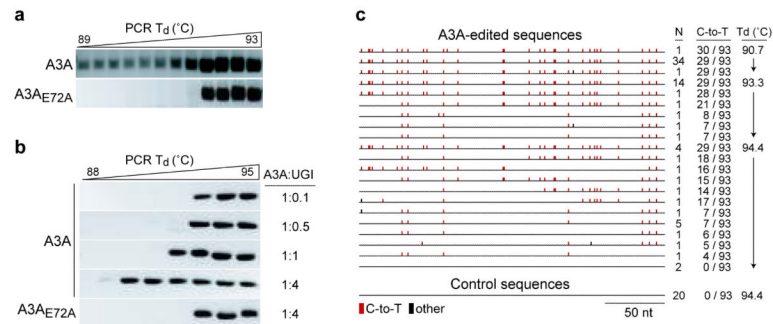 a
PCR Td (°C)
89 93
A3A
A3AE72A
b
PCR Td (°C)
88 95
A3A:UGI
1:0.1
1:0.5
A3A
1:1
1:4
A3AE72A 1:4
c
A3A-edited sequences N C-to-T Td (°C)
1 30 / 93 90.7
34 29 / 93
1 29 / 93
14 29 / 93 93.3
1 28 / 93
1 21 / 93
1 8 / 93
1 7 / 93
1 7 / 93
4 29 / 93 94.4
1 18 / 93
1 16 / 93
1 15 / 93
1 14 / 93
1 17 / 93
1 7 / 93
5 7 / 93
1 6 / 93
1 5 / 93
1 4 / 93
2 0 / 93
Control sequences
20 0 / 93 94.4
C-to-T other 50 nt